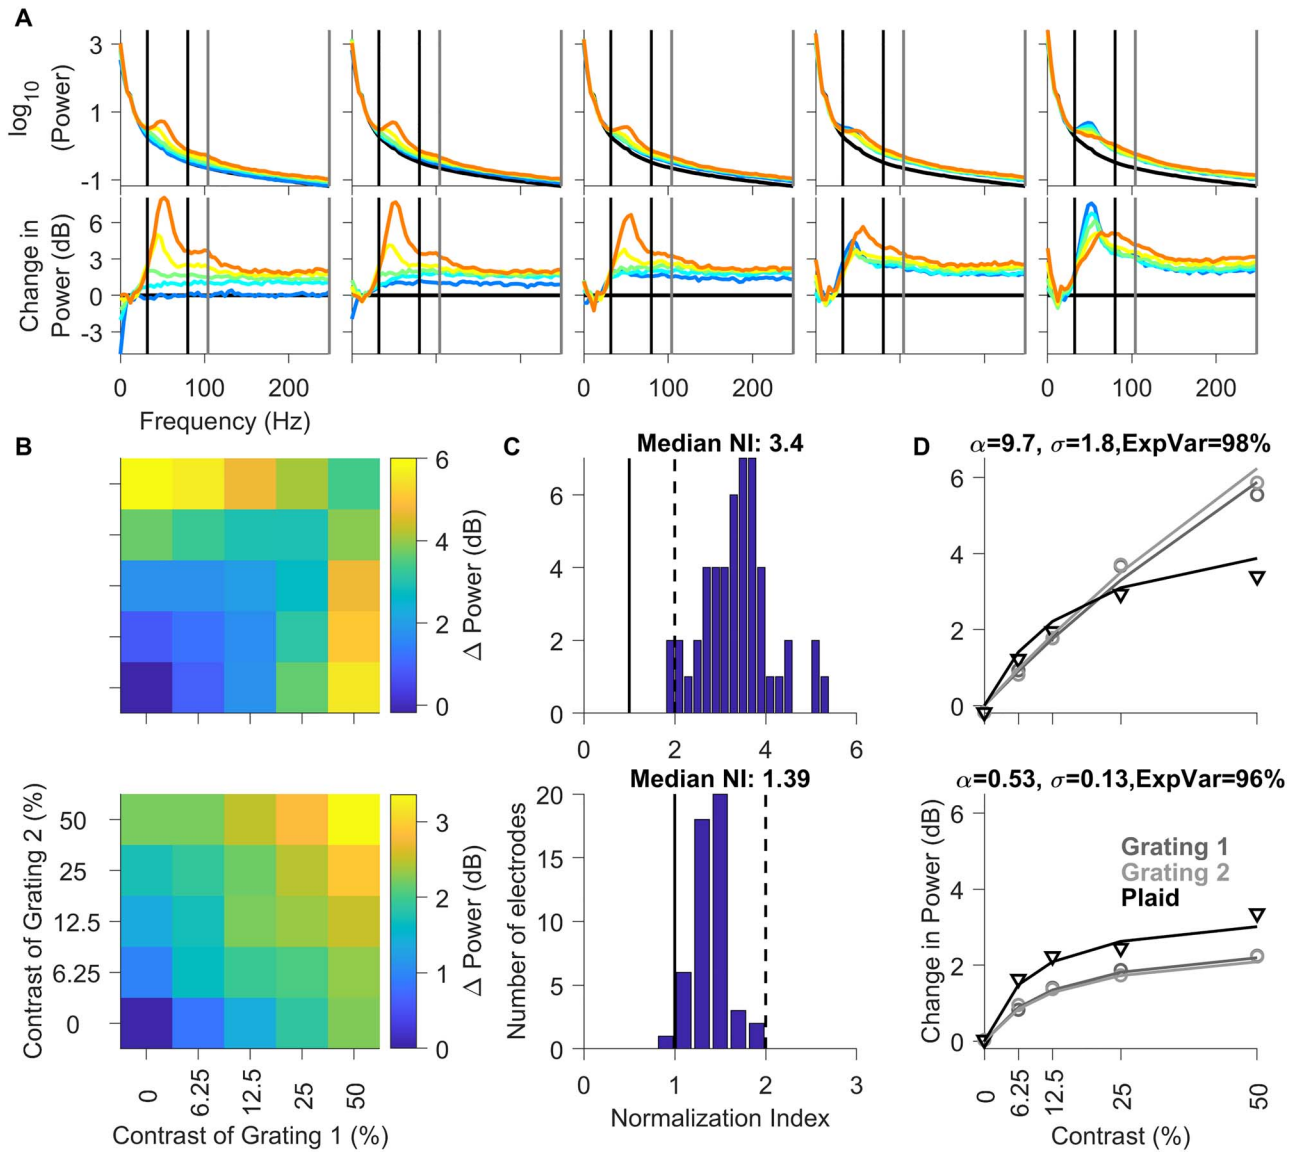 A
log10
(Power)
3
1
-1
Change in
Power (dB)
6
3
0
-3
0 100 200 0 100 200 0 100 200
Frequency (Hz)
B
6
4
2
0
Δ Power (dB)
C
Median NI: 3.4
6
4
2
0
0 2 4 6
D
α=9.7, σ=1.8,ExpVar=98%
6
4
2
0
Contrast of Grating 2 (%)
50
25
12.5
6.25
0
0 6.25 12.5 25 50
Contrast of Grating 1 (%)
3
2
1
0
Δ Power (dB)
Median NI: 1.39
Number of electrodes
20
15
10
5
0
0 1 2 3
Normalization Index
α=0.53, σ=0.13,ExpVar=96%
Change in Power (dB)
6
4
2
0
Grating 1
Grating 2
Plaid
0 6.25 12.5 25 50
Contrast (%)